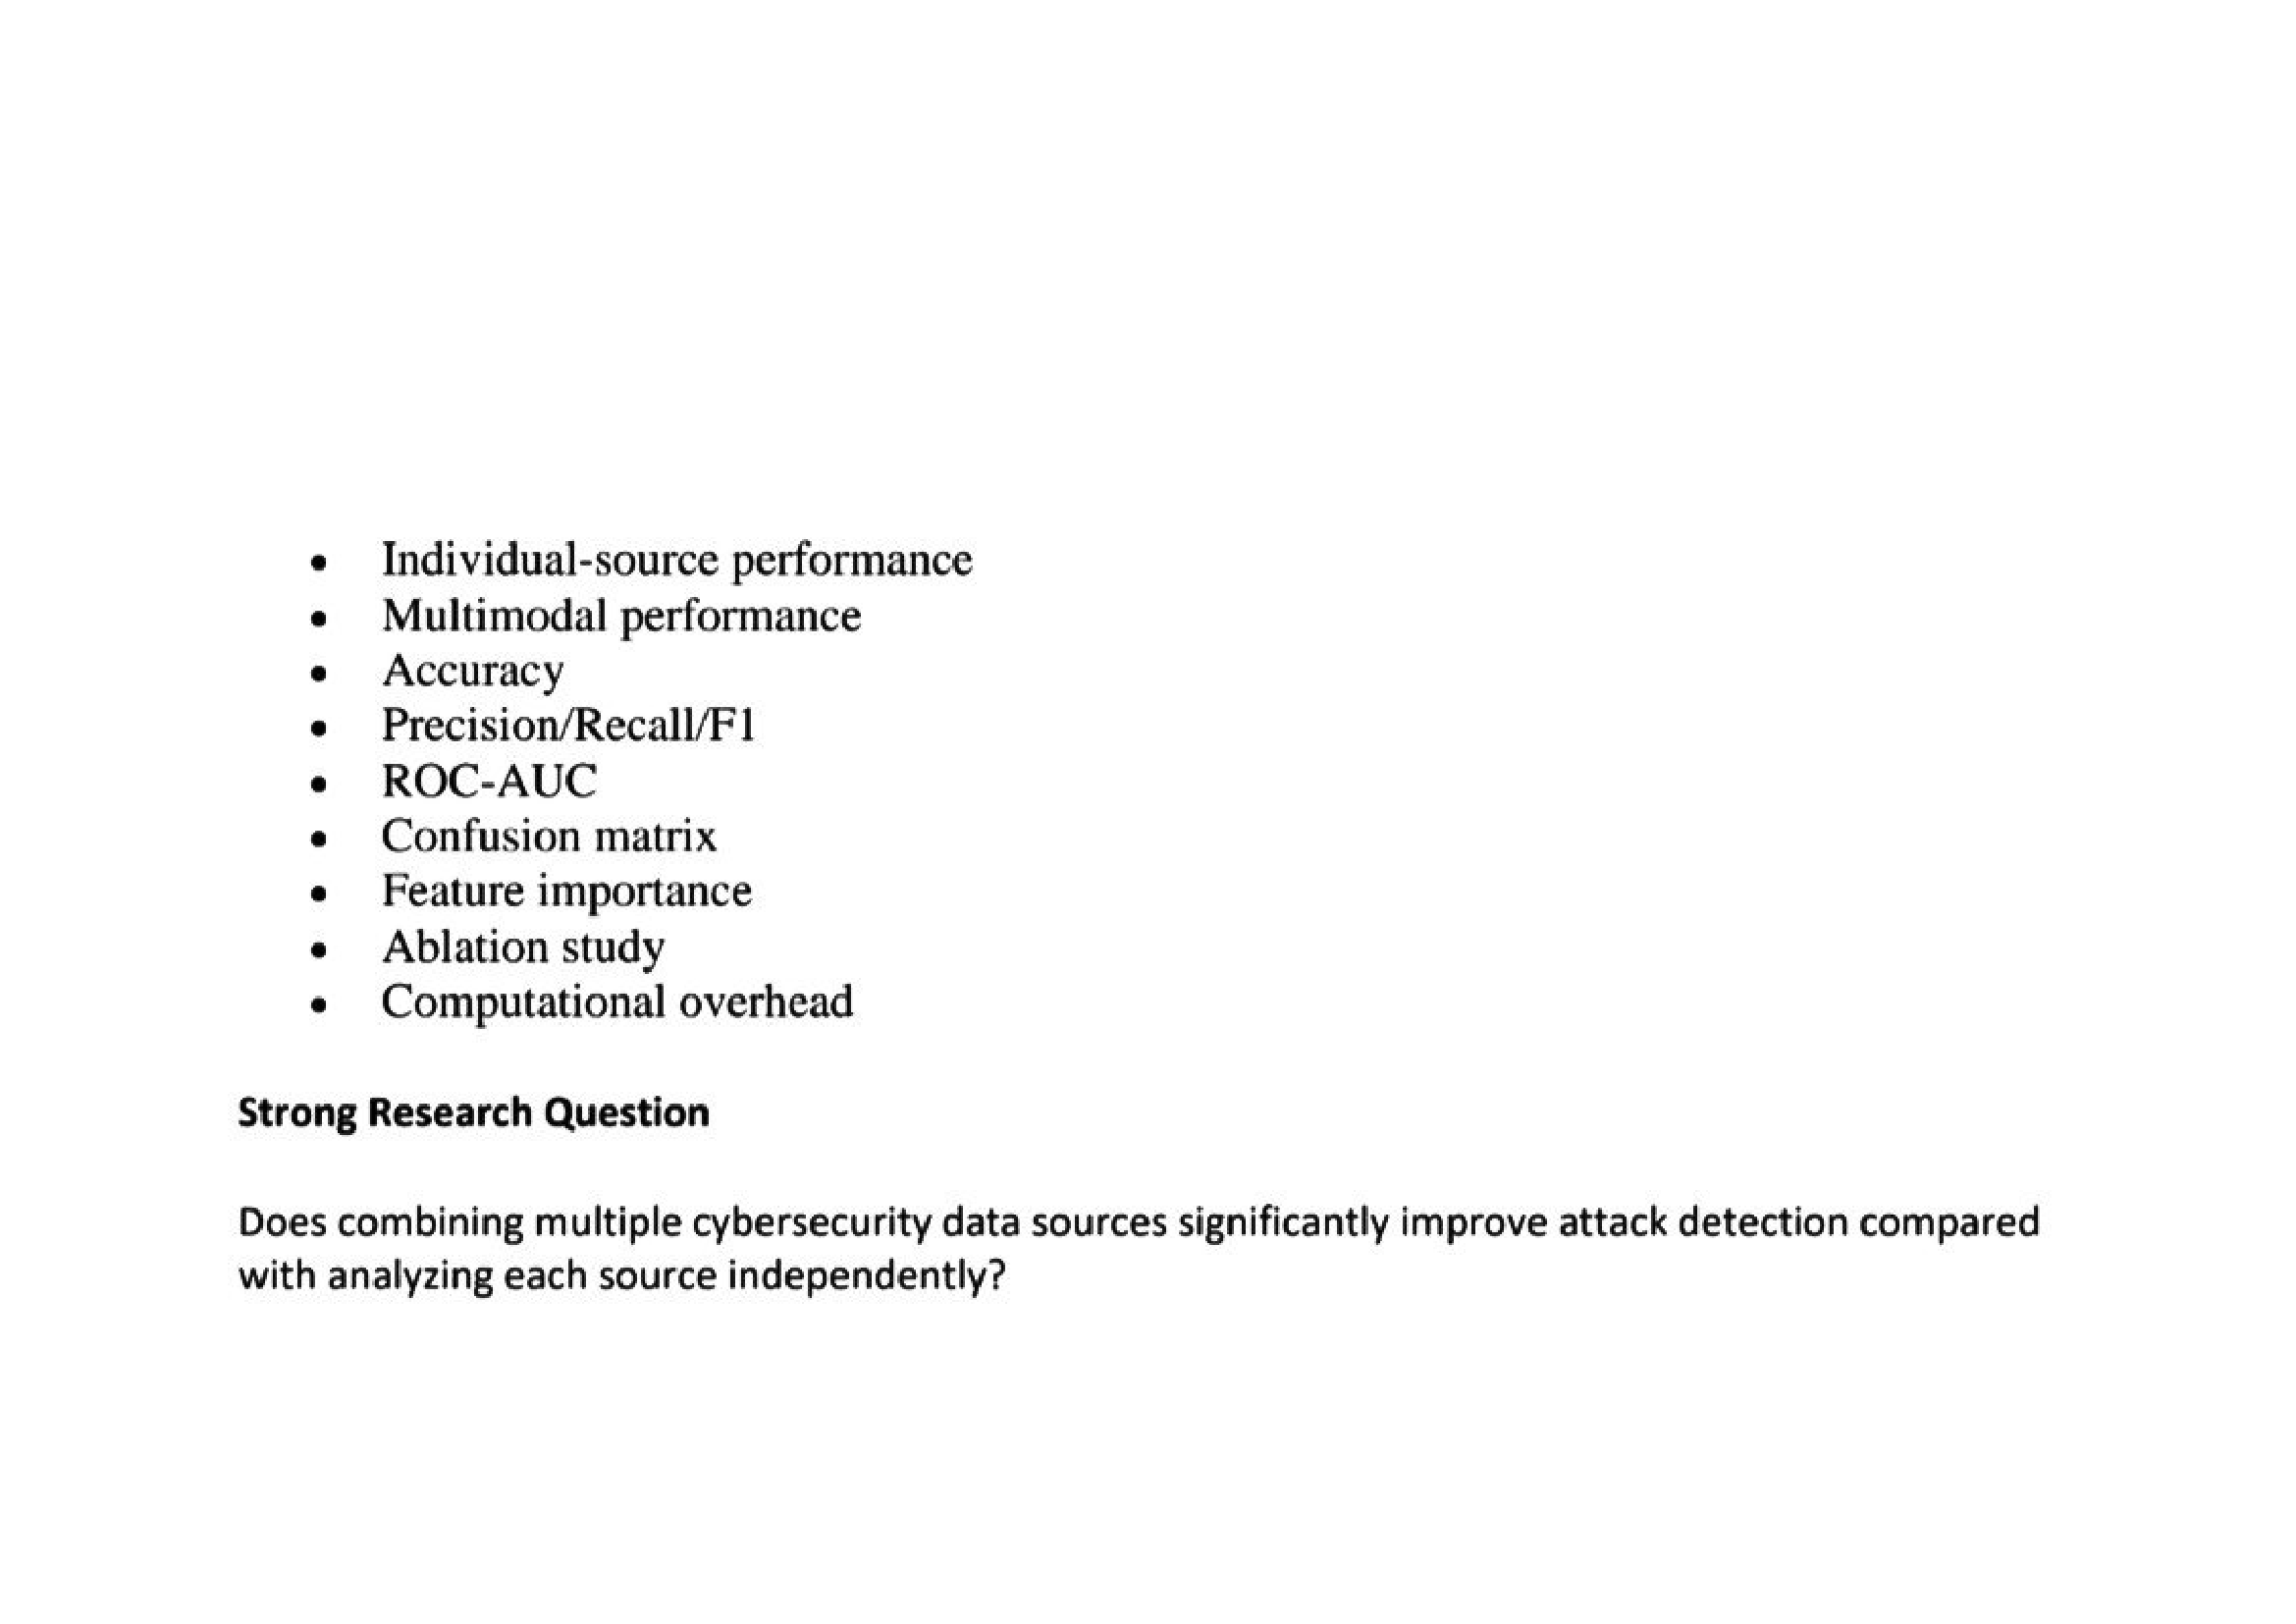 • Individual-source performance
• Multimodal performance
• Accuracy
• Precision/Recall/F1
• ROC-AUC
• Confusion matrix
• Feature importance
• Ablation study
• Computational overhead
Strong Research Question
Does combining multiple cybersecurity data sources significantly improve attack detection compared
with analyzing each source independently?